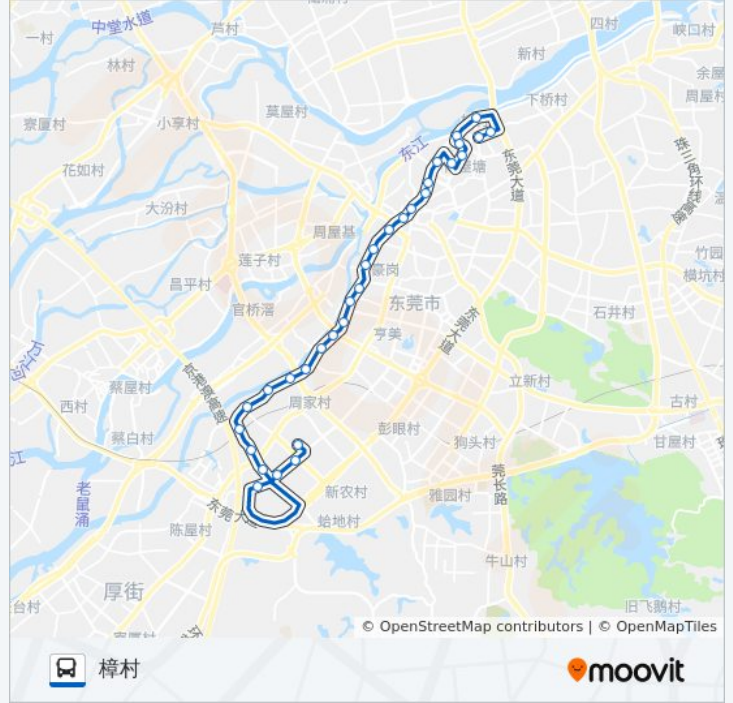 中堂水道
芦村
四村
峡口村
一村
新村
林村
余屋
周屋村
下桥村
莫屋村
寮厦村
小享村
东江
珠三角环线高速
花如村
塘
东莞大道
大汾村
周屋基
竹园
莲子村
横坑村
豪岗
昌平村
东莞市
官桥滘
石井村
东莞大道
亨美
京港澳高速
立新村
蔡屋村
西村
周家村
古村
彭眼村
蔡白村
狗头村
甘屋村
江
莞长路
老鼠涌
新农村
雅园村
东莞大道
蛤地村
陈屋村
牛山村
厚街
台村
旧飞鹅村
环
© OpenStreetMap contributors | © OpenMapTiles
樟村
moovit